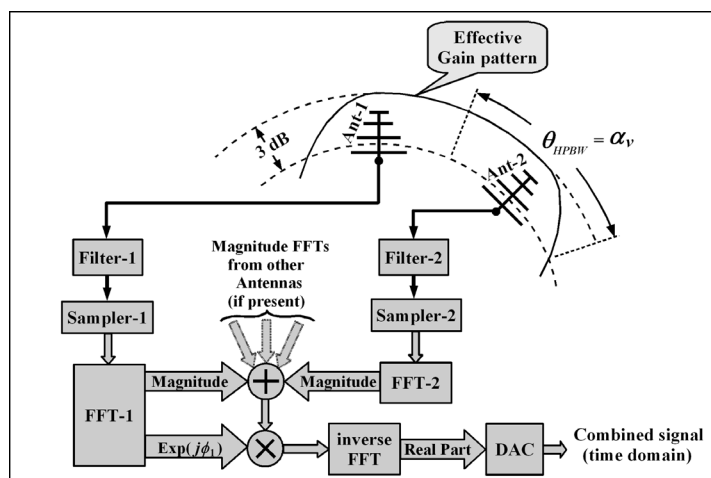 Effective
Gain pattern
3 dB
Ant-1
θHPBW = αv
Ant-2
Filter-1
Magnitude FFTs
from other
Antennas
(if present)
Filter-2
Sampler-1
Sampler-2
FFT-1
Magnitude
+
Magnitude
FFT-2
Exp(jϕ1)
×
inverse
FFT
Real Part
DAC
Combined signal
(time domain)